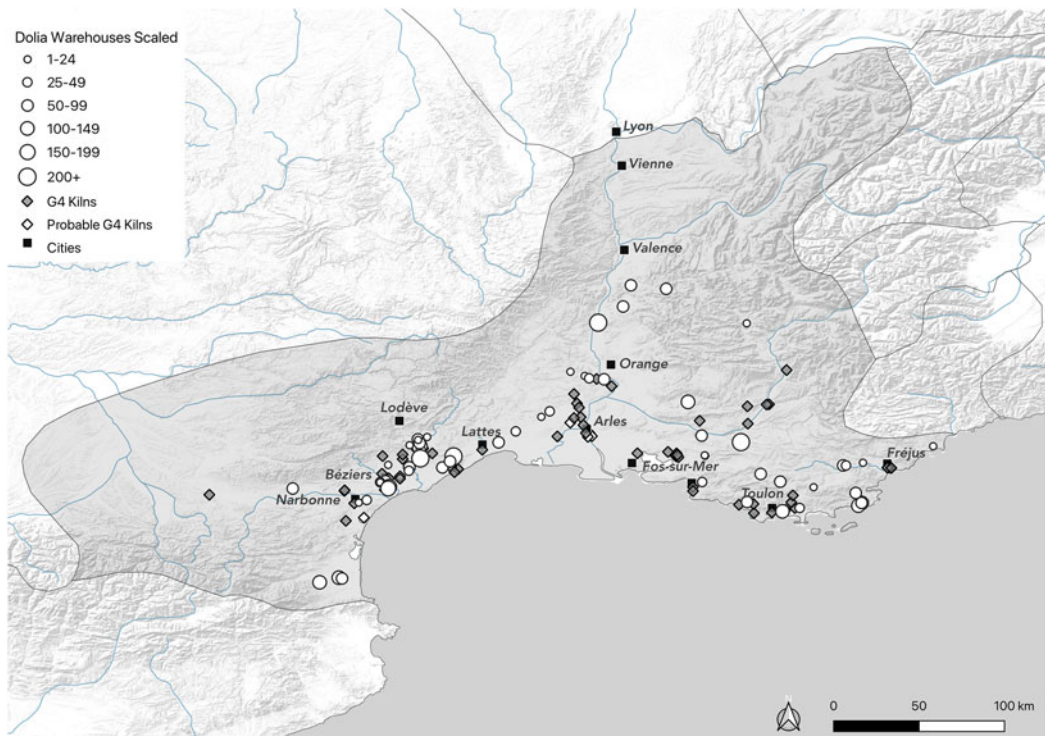 Dolia Warehouses Scaled
1-24
25-49
50-99
100-149
150-199
200+
G4 Kilns
Probable G4 Kilns
Cities
Lyon
Vienne
Valence
Orange
Lodève
Lattes
Arles
Béziers
Fos-sur-Mer
Fréjus
Narbonne
Toulon
N
0 50 100 km